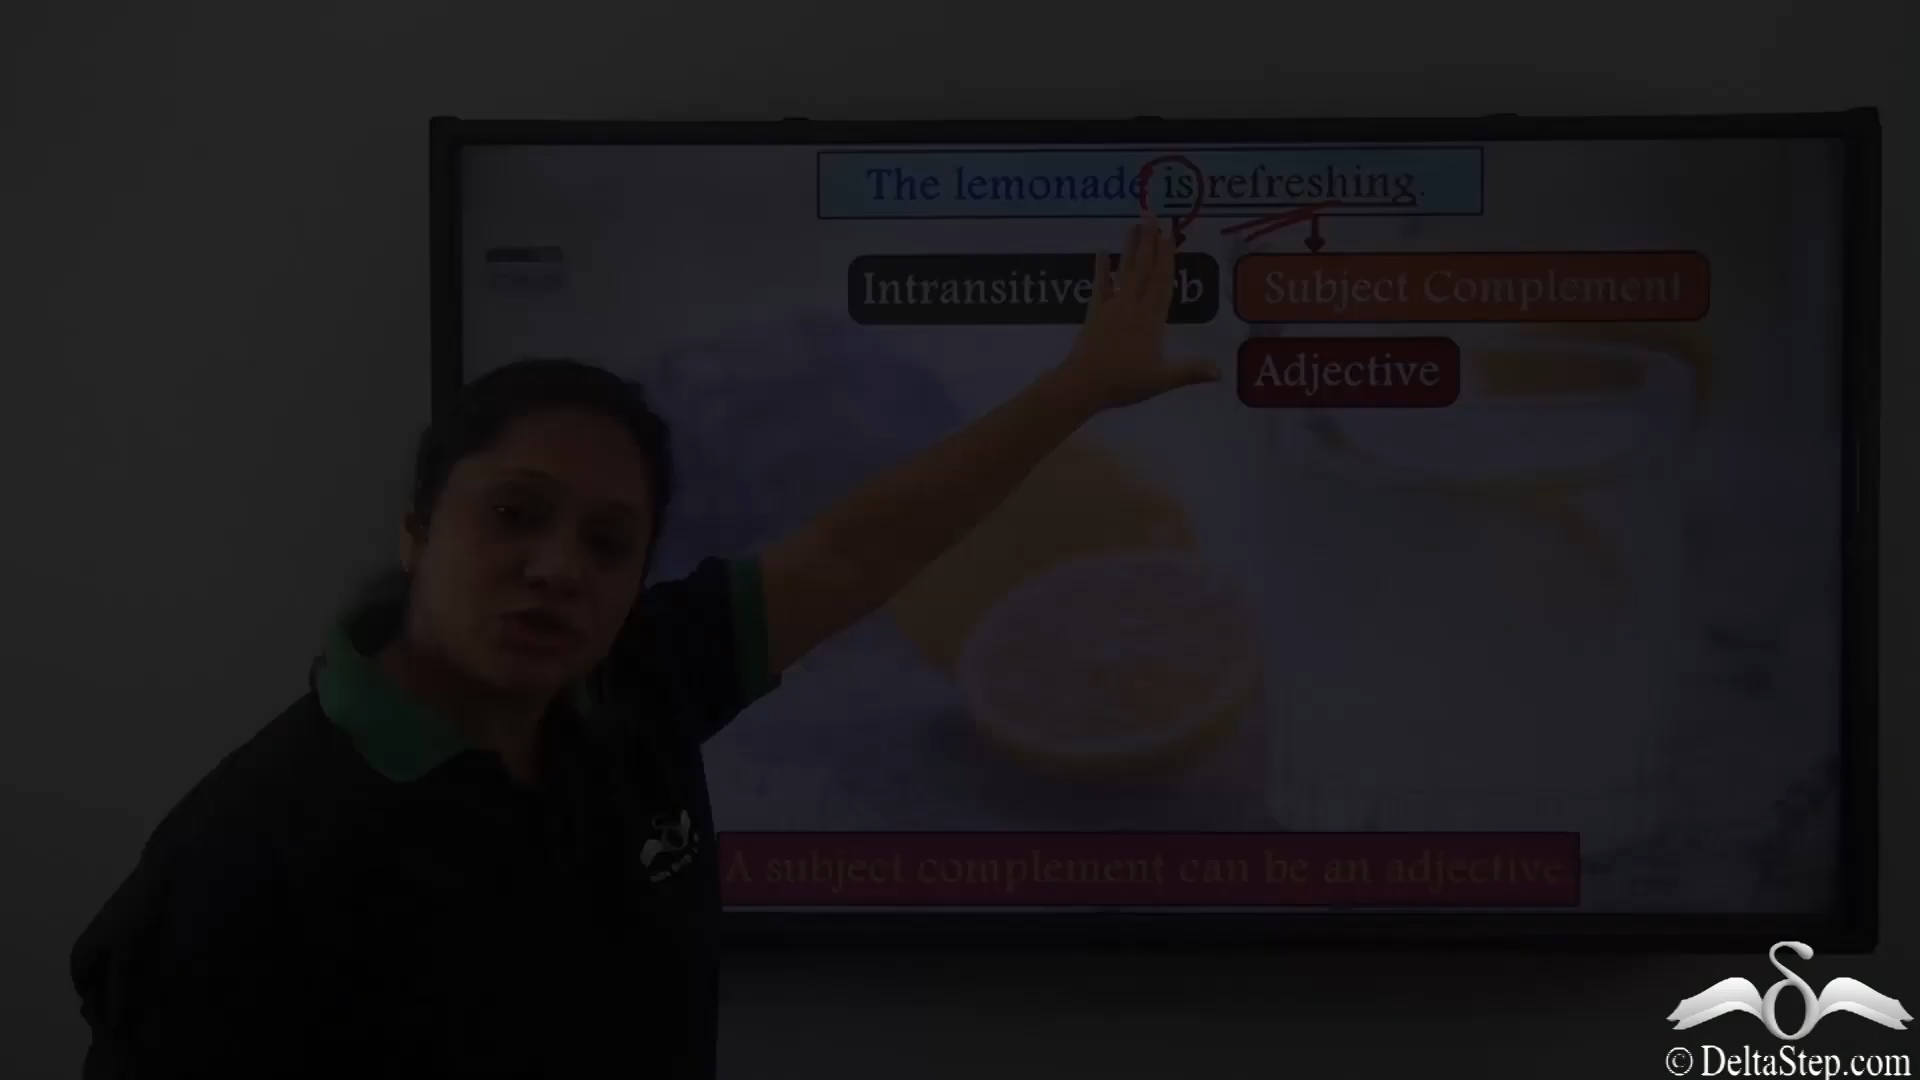 The lemonade is refreshing.
Intransitive
Subject Complement
Adjective
A subject complement can be an adjective.
© DeltaStep.com